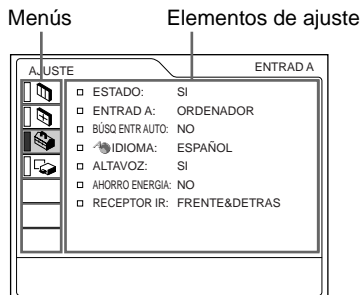 Menús Elementos de ajuste
AJUSTE ENTRAD A
ESTADO: SI
ENTRAD A: ORDENADOR
BÚSQ ENTR AUTO: NO
IDIOMA: ESPAÑOL
ALTAVOZ: SI
AHORRO ENERGIA: NO
RECEPTOR IR: FRENTE&DETRAS